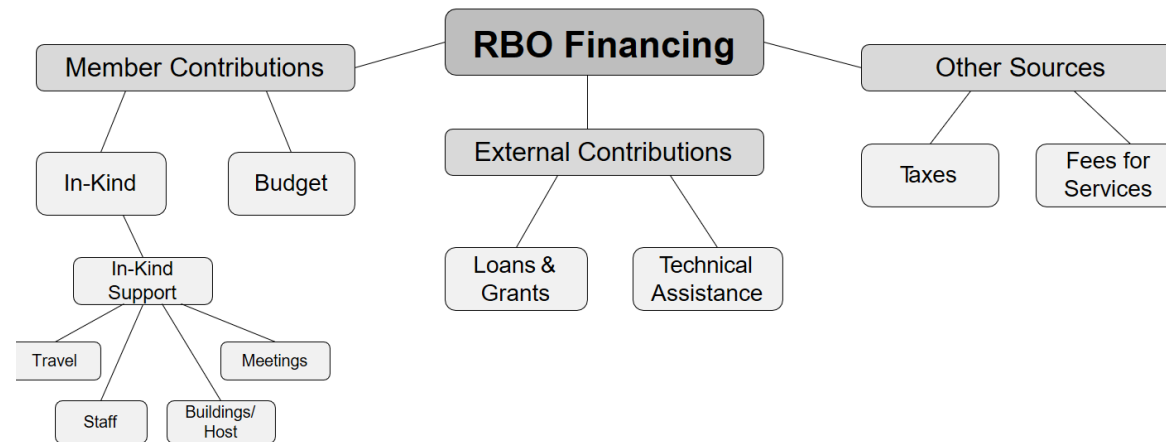 RBO Financing
Member Contributions
Other Sources
External Contributions
In-Kind
Budget
Taxes
Fees for
Services
In-Kind
Support
Loans &
Grants
Technical
Assistance
Travel
Meetings
Staff
Buildings/
Host